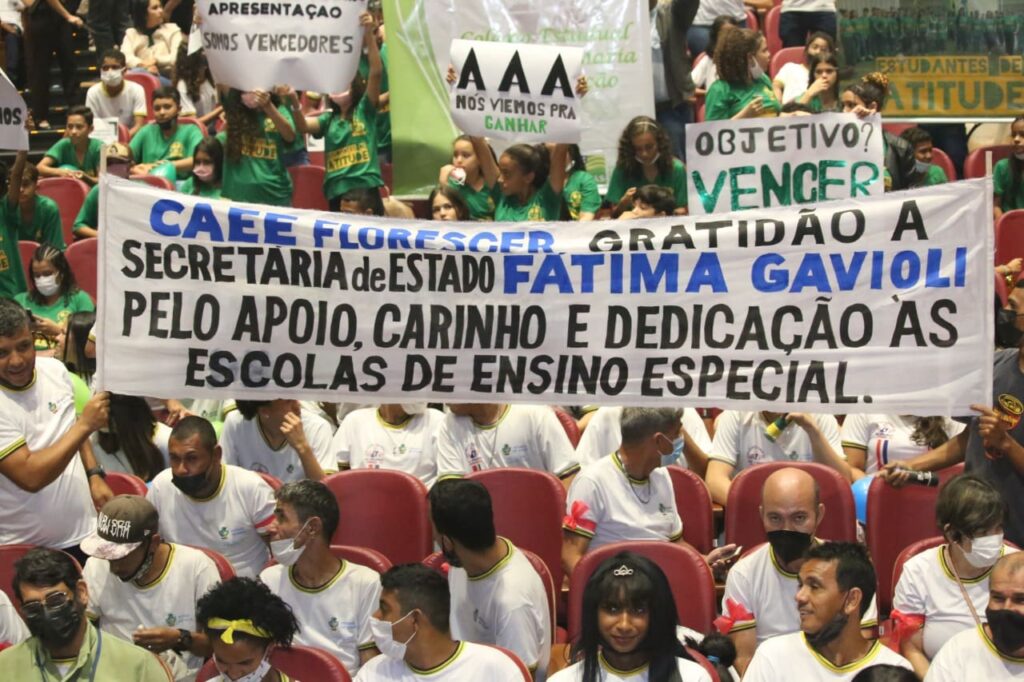 APRESENTAÇAO
SOMOS VENCEDORES
AAA
NÓS VIEMOS PRA
GANHAR
OBJETIVO?
VENCER
ESTUDANTES DE
ATITUDE
CAEE FLORESCER GRATIDÃO A
SECRETÁRIA de ESTADO FÁTIMA GAVIOLI
PELO APOIO, CARINHO E DEDICAÇÃO ÀS
ESCOLAS DE ENSINO ESPECIAL.